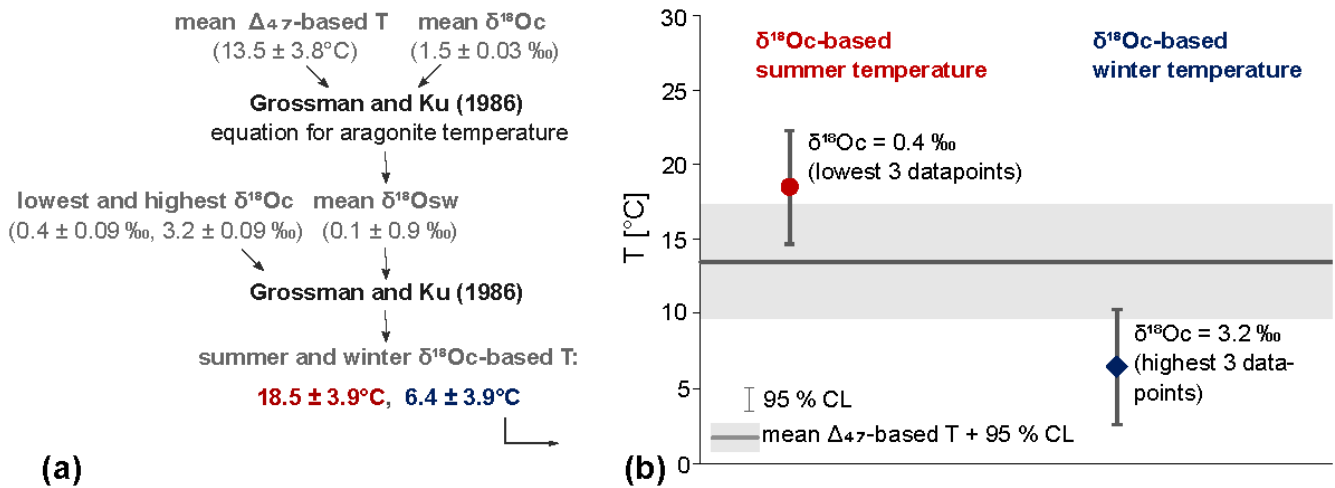 mean Δ₄₇-based T
mean δ¹⁸Oc
(13.5 ± 3.8°C)
(1.5 ± 0.03 ‰)
Grossman and Ku (1986)
equation for aragonite temperature
lowest and highest δ¹⁸Oc
mean δ¹⁸Osw
(0.4 ± 0.09 ‰, 3.2 ± 0.09 ‰)
(0.1 ± 0.9 ‰)
Grossman and Ku (1986)
summer and winter δ¹⁸Oc-based T:
18.5 ± 3.9°C, 6.4 ± 3.9°C
(a)
T [°C]
30
25
20
15
10
5
0
δ¹⁸Oc-based
summer temperature
δ¹⁸Oc-based
winter temperature
δ¹⁸Oc = 0.4 ‰
(lowest 3 datapoints)
δ¹⁸Oc = 3.2 ‰
(highest 3 data-
points)
95 % CL
mean Δ₄₇-based T + 95 % CL
(b)